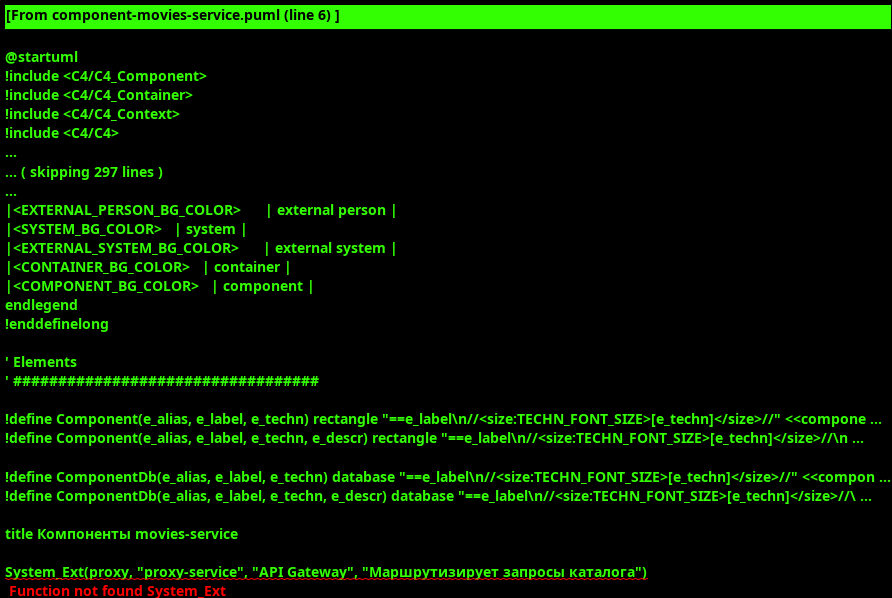 [From component-movies-service.puml (line 6) ]
@startuml
!include <C4/C4_Component>
!include <C4/C4_Container>
!include <C4/C4_Context>
!include <C4/C4>
...
... ( skipping 297 lines )
...
|<EXTERNAL_PERSON_BG_COLOR> | external person |
|<SYSTEM_BG_COLOR> | system |
|<EXTERNAL_SYSTEM_BG_COLOR> | external system |
|<CONTAINER_BG_COLOR> | container |
|<COMPONENT_BG_COLOR> | component |
endlegend
!enddefinelong
' Elements
' ##################################
!define Component(e_alias, e_label, e_techn) rectangle "==e_label\n//<size:TECHN_FONT_SIZE>[e_techn]</size>//" <<compone ...
!define Component(e_alias, e_label, e_techn, e_descr) rectangle "==e_label\n//<size:TECHN_FONT_SIZE>[e_techn]</size>//\n ...
!define ComponentDb(e_alias, e_label, e_techn) database "==e_label\n//<size:TECHN_FONT_SIZE>[e_techn]</size>//" <<compon ...
!define ComponentDb(e_alias, e_label, e_techn, e_descr) database "==e_label\n//<size:TECHN_FONT_SIZE>[e_techn]</size>//\ ...
title Компоненты movies-service
System_Ext(proxy, "proxy-service", "API Gateway", "Маршрутизирует запросы каталога")
Function not found System_Ext